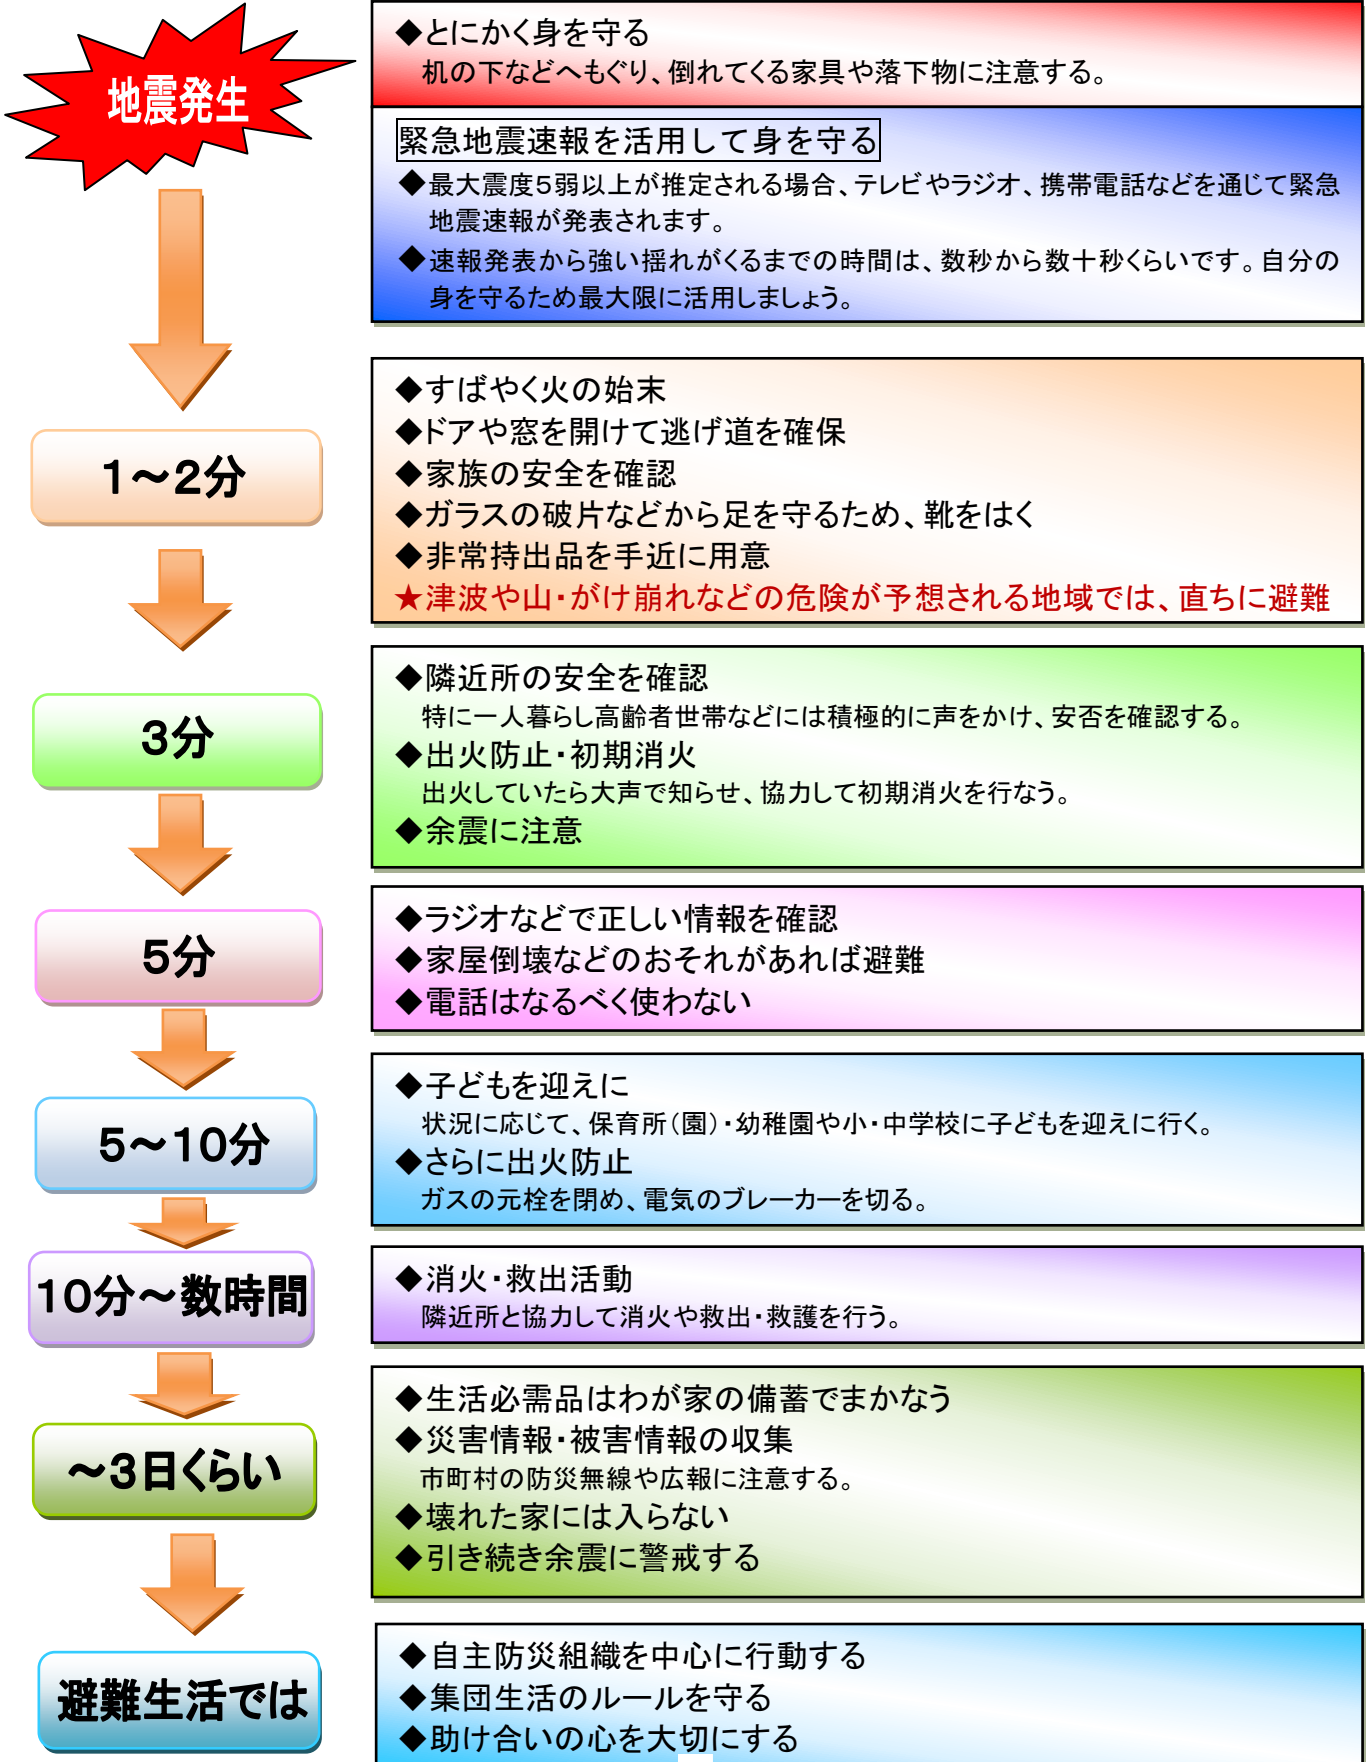 地震発生
◆とにかく身を守る
机の下などへもぐり、倒れてくる家具や落下物に注意する。
緊急地震速報を活用して身を守る
◆最大震度5弱以上が推定される場合、テレビやラジオ、携帯電話などを通じて緊急
地震速報が発表されます。
◆速報発表から強い揺れがくるまでの時間は、数秒から数十秒くらいです。自分の
身を守るため最大限に活用しましょう。
1～2分
◆すばやく火の始末
◆ドアや窓を開けて逃げ道を確保
◆家族の安全を確認
◆ガラスの破片などから足を守るため、靴をはく
◆非常持出品を手近に用意
★津波や山・がけ崩れなどの危険が予想される地域では、直ちに避難
3分
◆隣近所の安全を確認
特に一人暮らし高齢者世帯などには積極的に声をかけ、安否を確認する。
◆出火防止・初期消火
出火していたら大声で知らせ、協力して初期消火を行なう。
◆余震に注意
5分
◆ラジオなどで正しい情報を確認
◆家屋倒壊などのおそれがあれば避難
◆電話はなるべく使わない
5～10分
◆子どもを迎えに
状況に応じて、保育所(園)・幼稚園や小・中学校に子どもを迎えに行く。
◆さらに出火防止
ガスの元栓を閉め、電気のブレーカーを切る。
10分～数時間
◆消火・救出活動
隣近所と協力して消火や救出・救護を行う。
～3日くらい
◆生活必需品はわが家の備蓄でまかなう
◆災害情報・被害情報の収集
市町村の防災無線や広報に注意する。
◆壊れた家には入らない
◆引き続き余震に警戒する
避難生活では
◆自主防災組織を中心に行動する
◆集団生活のルールを守る
◆助け合いの心を大切にする